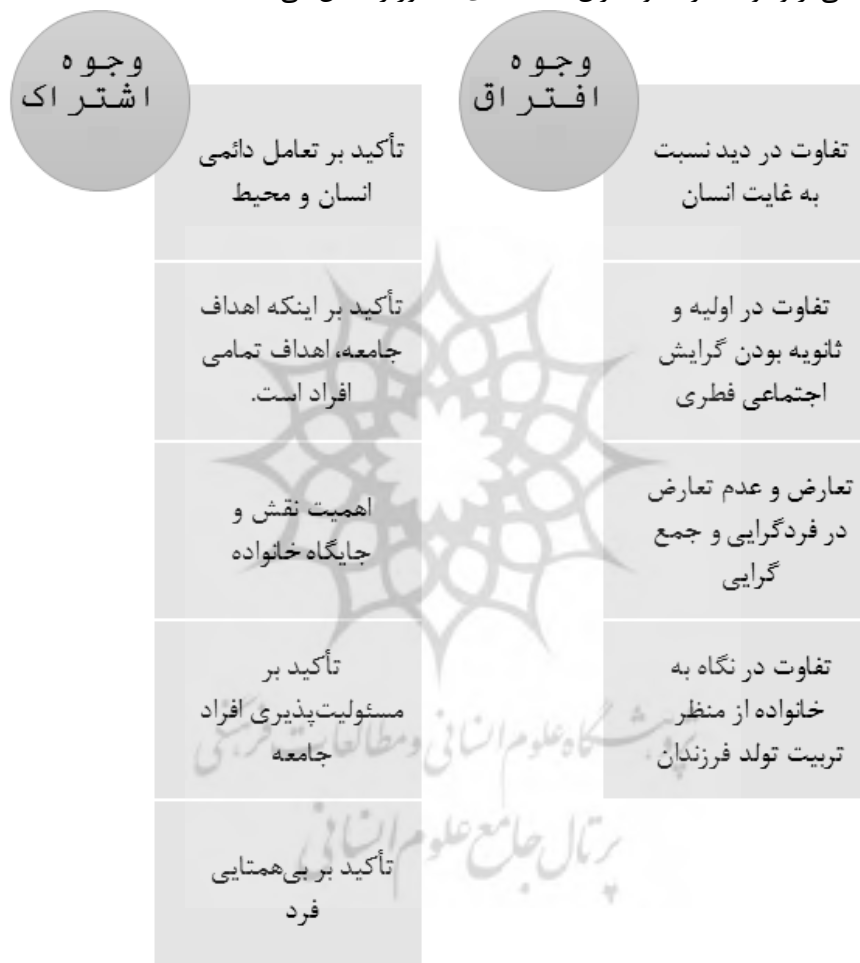 وجوه
افتراق
تفاوت در دید نسبت
به غایت انسان
تفاوت در اولیه و
ثانویه بودن گرایش
اجتماعی فطری
تعارض و عدم تعارض
در فردگرایی و جمع
گرایی
تفاوت در نگاه به
خانواده از منظر
تربیت تولد فرزندان
وجوه
اشتراک
تأکید بر تعامل دائمی
انسان و محیط
تأکید بر اینکه اهداف
جامعه، اهداف تمامی
افراد است.
اهمیت نقش و
جایگاه خانواده
تأکید بر
مسئولیت‌پذیری افراد
جامعه
تأکید بر بی‌همتایی
فرد
پژوهشگاه علوم انسانی و مطالعات فرهنگی
پرتال جامع علوم انسانی